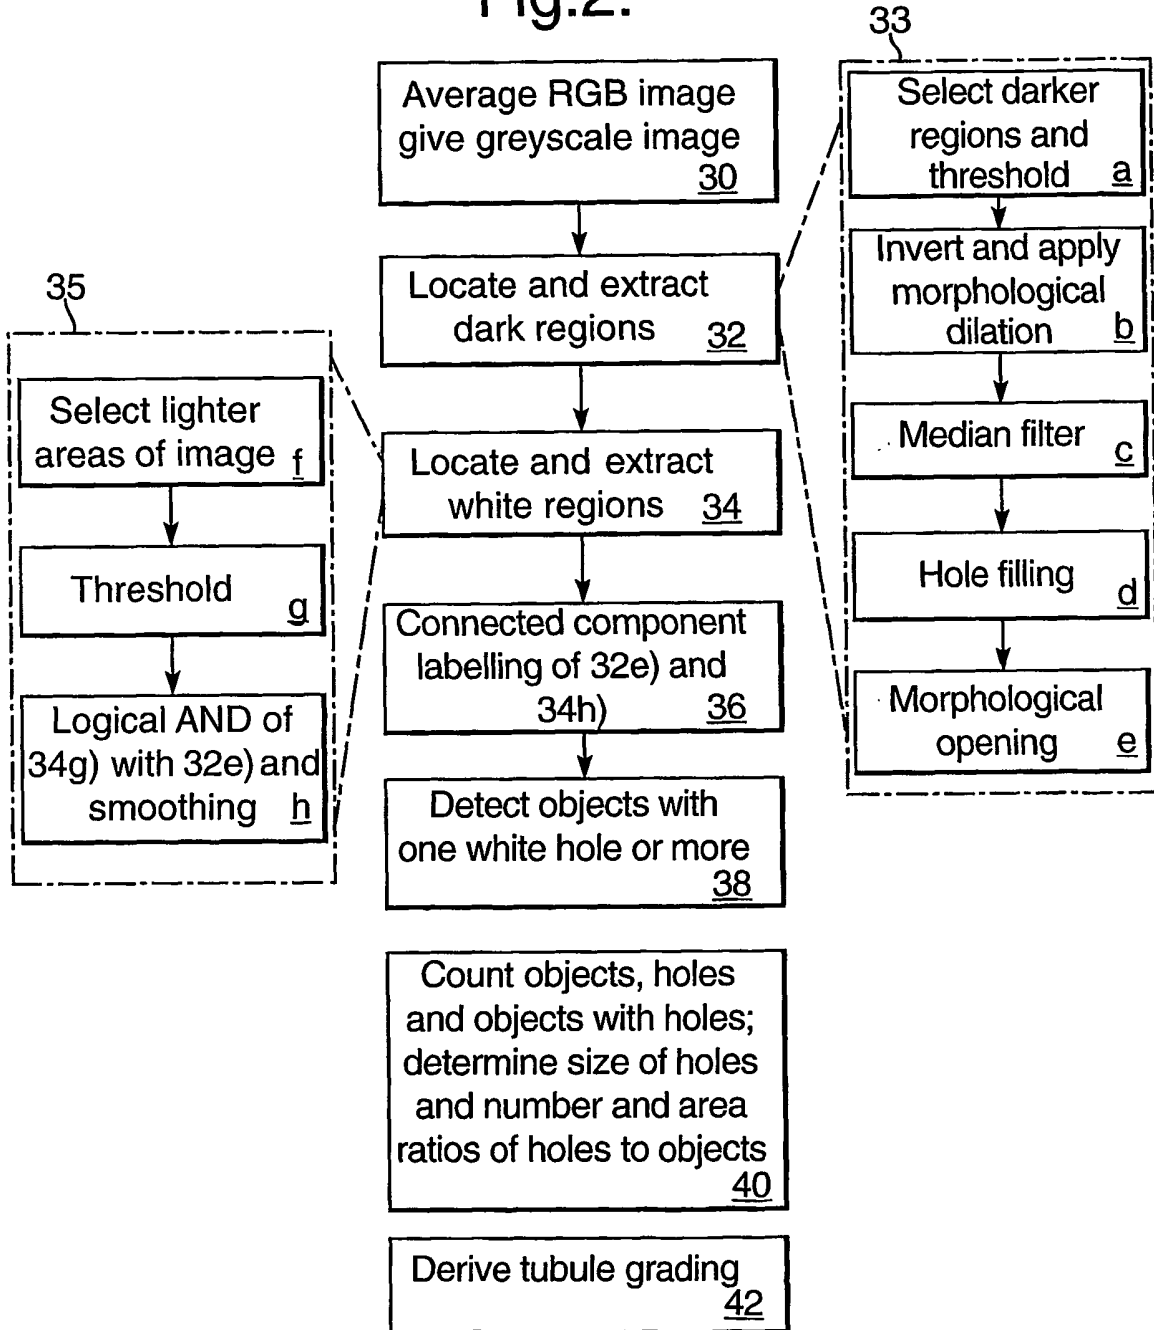 Fig.2.
33
Average RGB image
give greyscale image
30
Locate and extract
dark regions 32
Locate and extract
white regions 34
Connected component
labelling of 32e) and
34h) 36
Detect objects with
one white hole or more
38
Count objects, holes
and objects with holes;
determine size of holes
and number and area
ratios of holes to objects
40
Derive tubule grading
42
Select darker
regions and
threshold a
Invert and apply
morphological
dilation b
Median filter c
Hole filling d
Morphological
opening e
35
Select lighter
areas of image f
Threshold g
Logical AND of
34g) with 32e) and
smoothing h